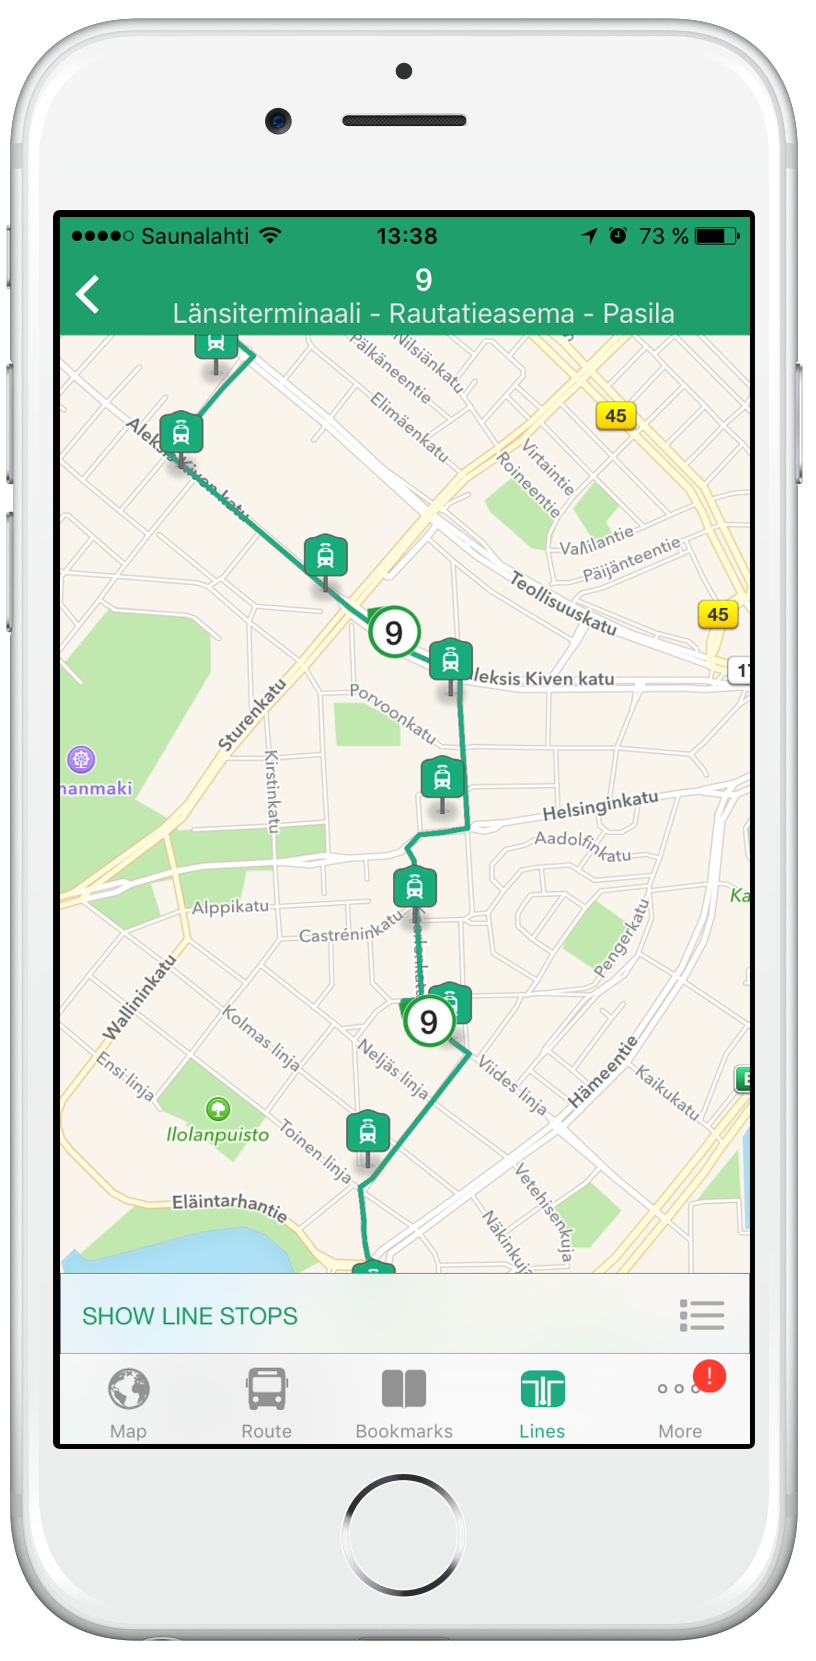 Saunalahti 13:38 73 %
9
Länsiterminaali - Rautatieasema - Pasila
Nilsiänkatu
Pälkäneentie
Elimäenkatu
45
Aleksis Kiven katu
Virtaintie
Roineentie
Vallilantie
Päijänteentie
Teollisuuskatu
45
9
17
leksis Kiven katu
Porvoonkatu
Sturenkatu
Kirstinkatu
nanmaki
Helsinginkatu
Aadolfinkatu
Alppikatu
Castréninkatu
Pengerkatu
Ka
Wallininkatu
9
Kolmas linja
Neljäs linja
Viides linja
Hämeentie
Kaikukatu
Ensi linja
E
Ilolanpuisto
Toinen linja
Vetehisenkuja
Eläintarhantie
Näkinkuja
SHOW LINE STOPS
Map Route Bookmarks Lines More
!